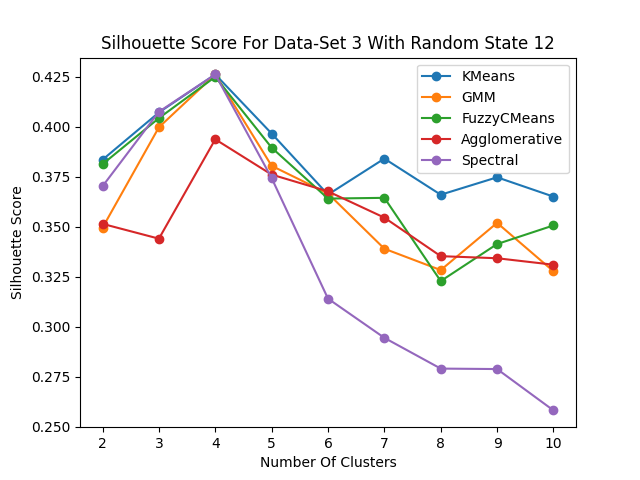 Silhouette Score For Data-Set 3 With Random State 12
KMeans
GMM
FuzzyCMeans
Agglomerative
Spectral
Silhouette Score
0.425
0.400
0.375
0.350
0.325
0.300
0.275
0.250
2 3 4 5 6 7 8 9 10
Number Of Clusters